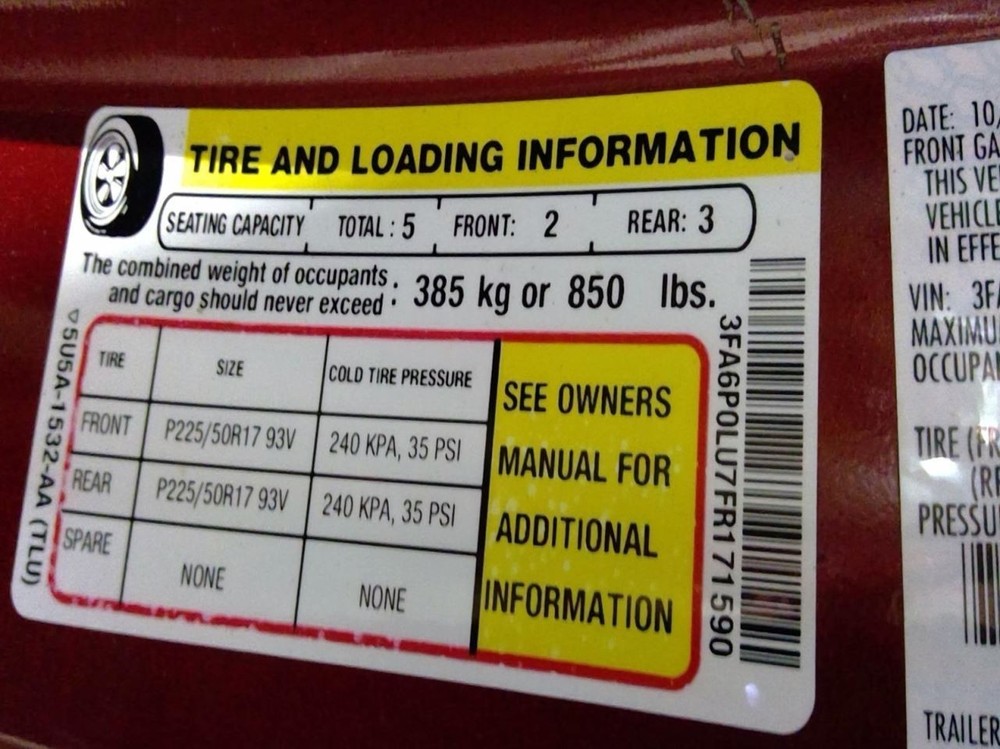 TIRE AND LOADING INFORMATION
SEATING CAPACITY TOTAL : 5 FRONT: 2 REAR: 3
The combined weight of occupants
and cargo should never exceed : 385 kg or 850 lbs.
TIRE SIZE COLD TIRE PRESSURE
FRONT P225/50R17 93V 240 KPA, 35 PSI
REAR P225/50R17 93V 240 KPA, 35 PSI
SPARE NONE NONE
SEE OWNERS
MANUAL FOR
ADDITIONAL
INFORMATION
5U5A-1532-AA (TLU)
3FA6P0LU7FR171590
DATE: 10/
FRONT GA
THIS VE
VEHICLE
IN EFFE
VIN: 3FA
MAXIMU
OCCUPA
TIRE (FR
(RE
PRESSU
TRAILER